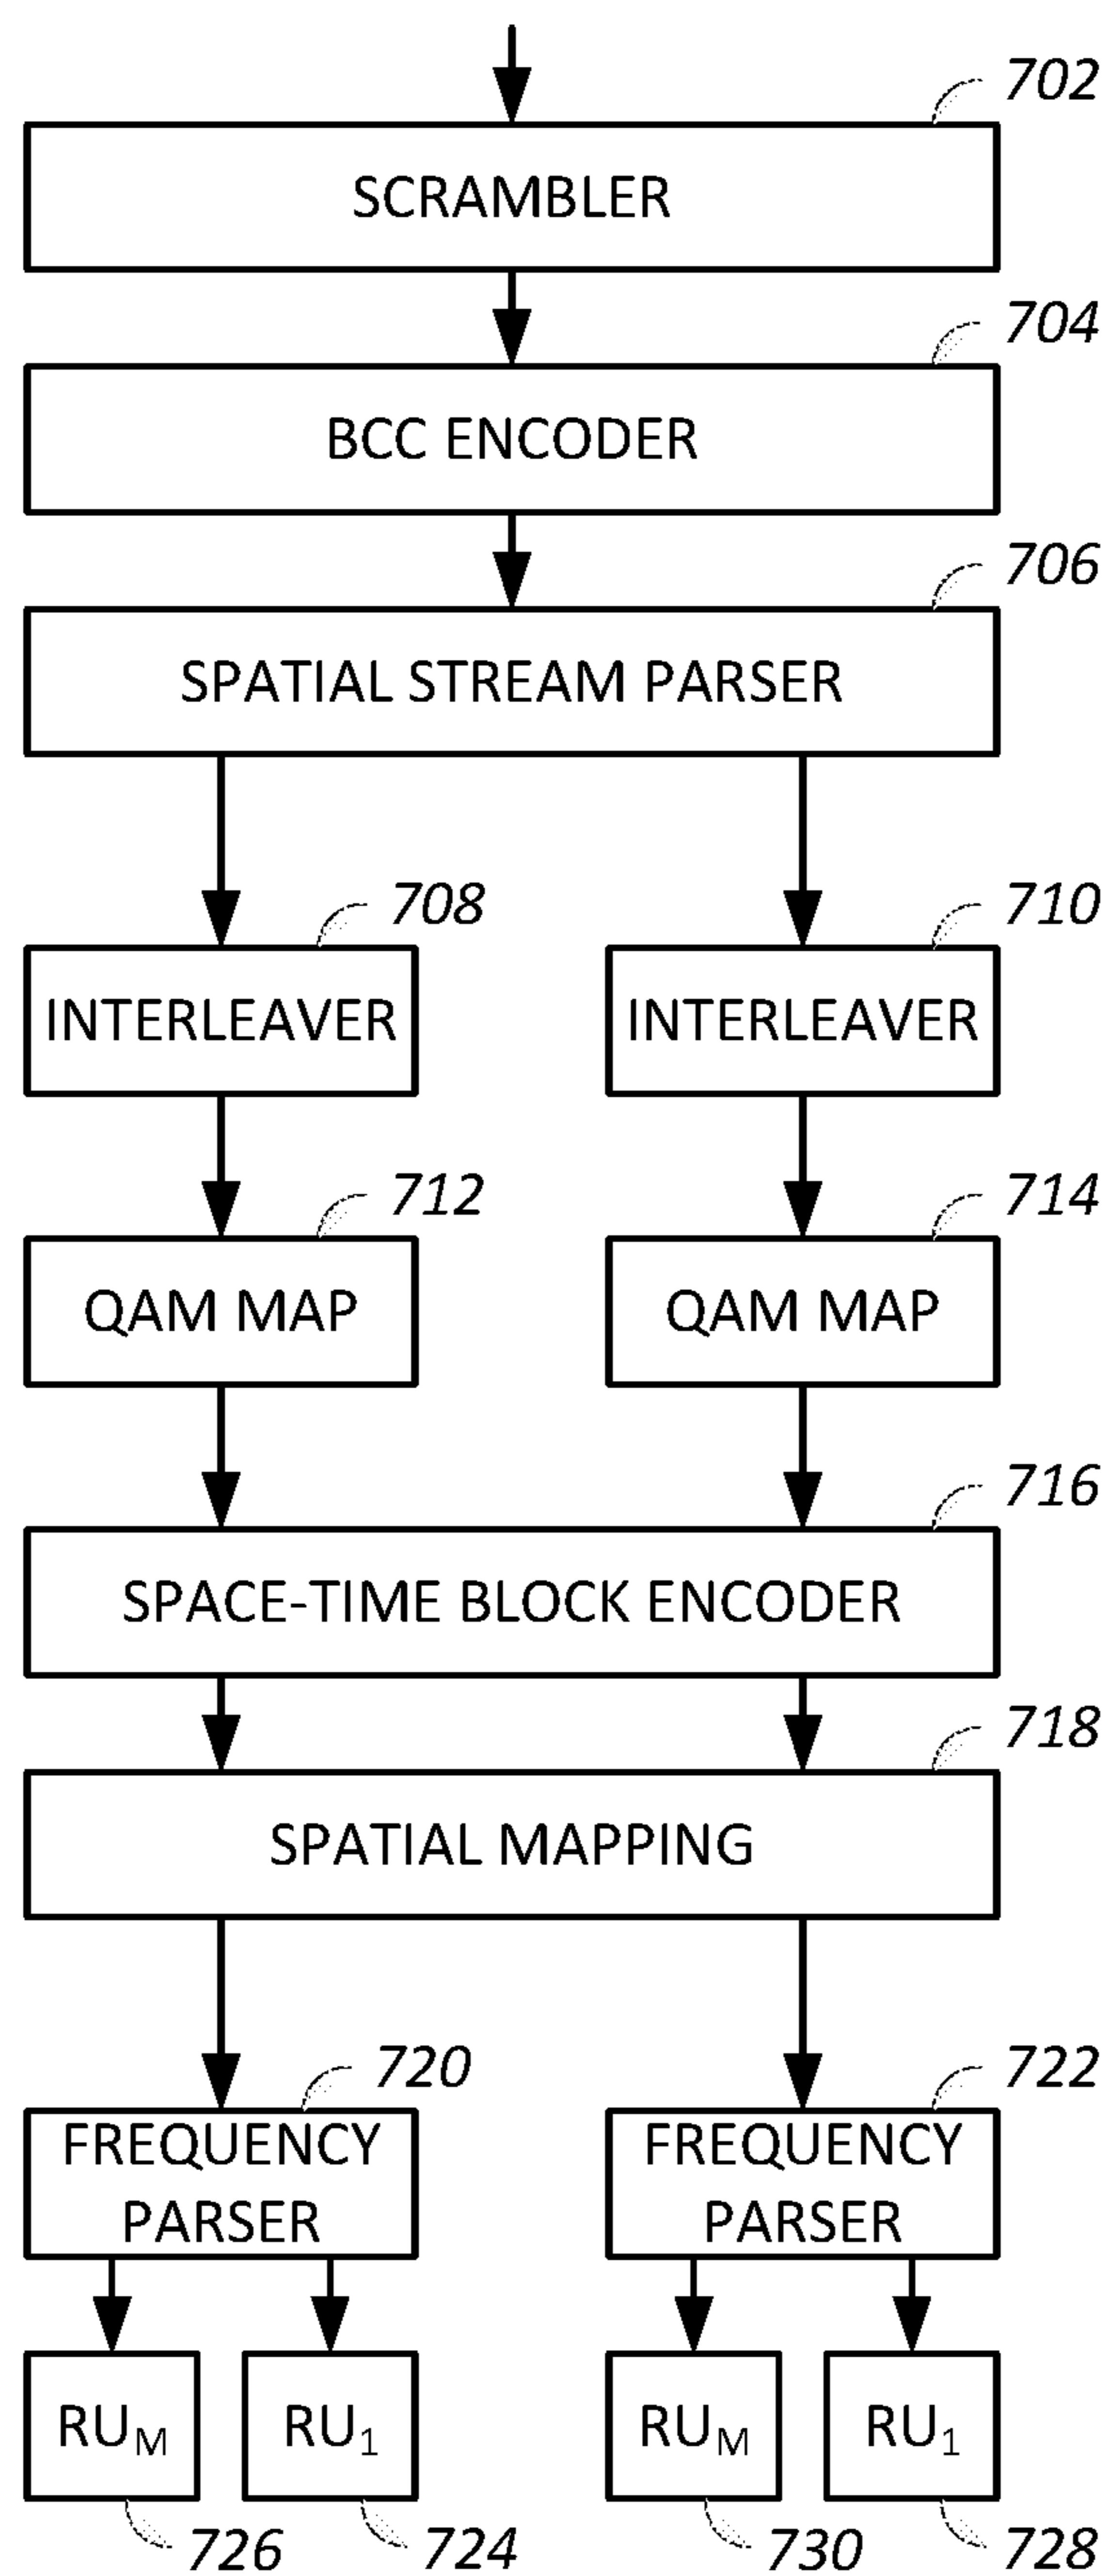 702
SCRAMBLER
704
BCC ENCODER
706
SPATIAL STREAM PARSER
708
710
INTERLEAVER
INTERLEAVER
712
714
QAM MAP
QAM MAP
716
SPACE-TIME BLOCK ENCODER
718
SPATIAL MAPPING
720
722
FREQUENCY
PARSER
FREQUENCY
PARSER
RUM
RU1
RUM
RU1
726
724
730
728